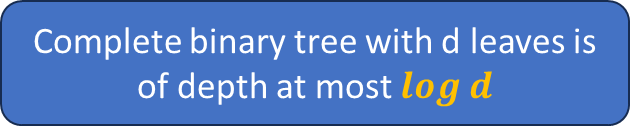 Complete binary tree with d leaves is
of depth at most log d